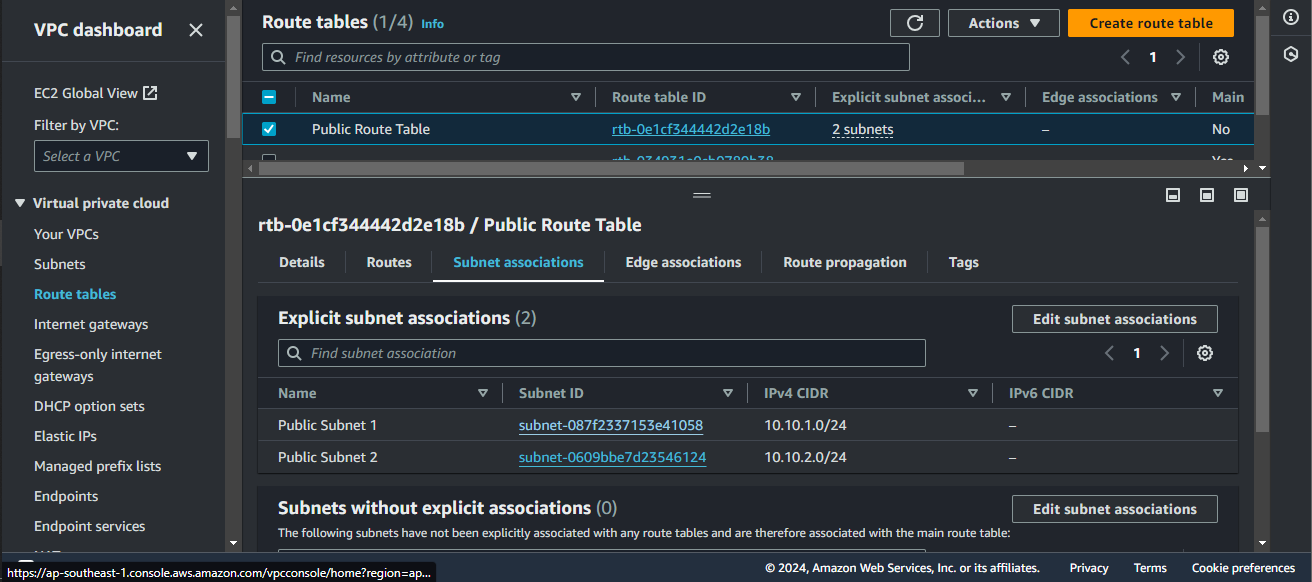 VPC dashboard
EC2 Global View
Filter by VPC:
Select a VPC
Virtual private cloud
Your VPCs
Subnets
Route tables
Internet gateways
Egress-only internet
gateways
DHCP option sets
Elastic IPs
Managed prefix lists
Endpoints
Endpoint services
Route tables (1/4) Info
Actions
Create route table
Find resources by attribute or tag
1
Name Route table ID Explicit subnet associ... Edge associations Main
Public Route Table rtb-0e1cf344442d2e18b 2 subnets – No
rtb-0e1cf344442d2e18b / Public Route Table
Details Routes Subnet associations Edge associations Route propagation Tags
Explicit subnet associations (2)
Edit subnet associations
Find subnet association
1
Name Subnet ID IPv4 CIDR IPv6 CIDR
Public Subnet 1 subnet-087f2337153e41058 10.10.1.0/24 –
Public Subnet 2 subnet-0609bbe7d23546124 10.10.2.0/24 –
Subnets without explicit associations (0)
Edit subnet associations
The following subnets have not been explicitly associated with any route tables and are therefore associated with the main route table:
https://ap-southeast-1.console.aws.amazon.com/vpcconsole/home?region=ap...
© 2024, Amazon Web Services, Inc. or its affiliates. Privacy Terms Cookie preferences